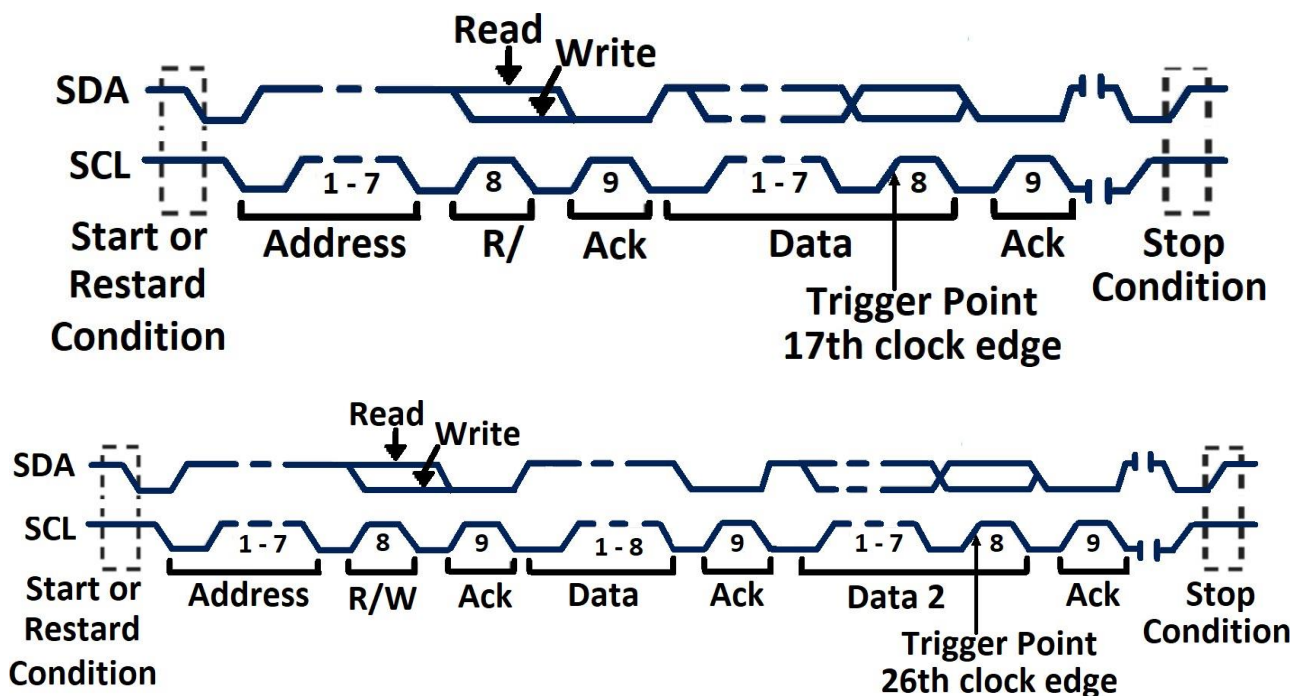 Read
Write
SDA
SCL
1 - 7
8
9
1 - 7
8
9
Start or
Restard
Condition
Address
R/
Ack
Data
Ack
Stop
Condition
Trigger Point
17th clock edge
Read
Write
SDA
SCL
1 - 7
8
9
1 - 8
9
1 - 7
8
9
Start or
Restard
Condition
Address
R/W
Ack
Data
Ack
Data 2
Ack
Stop
Condition
Trigger Point
26th clock edge